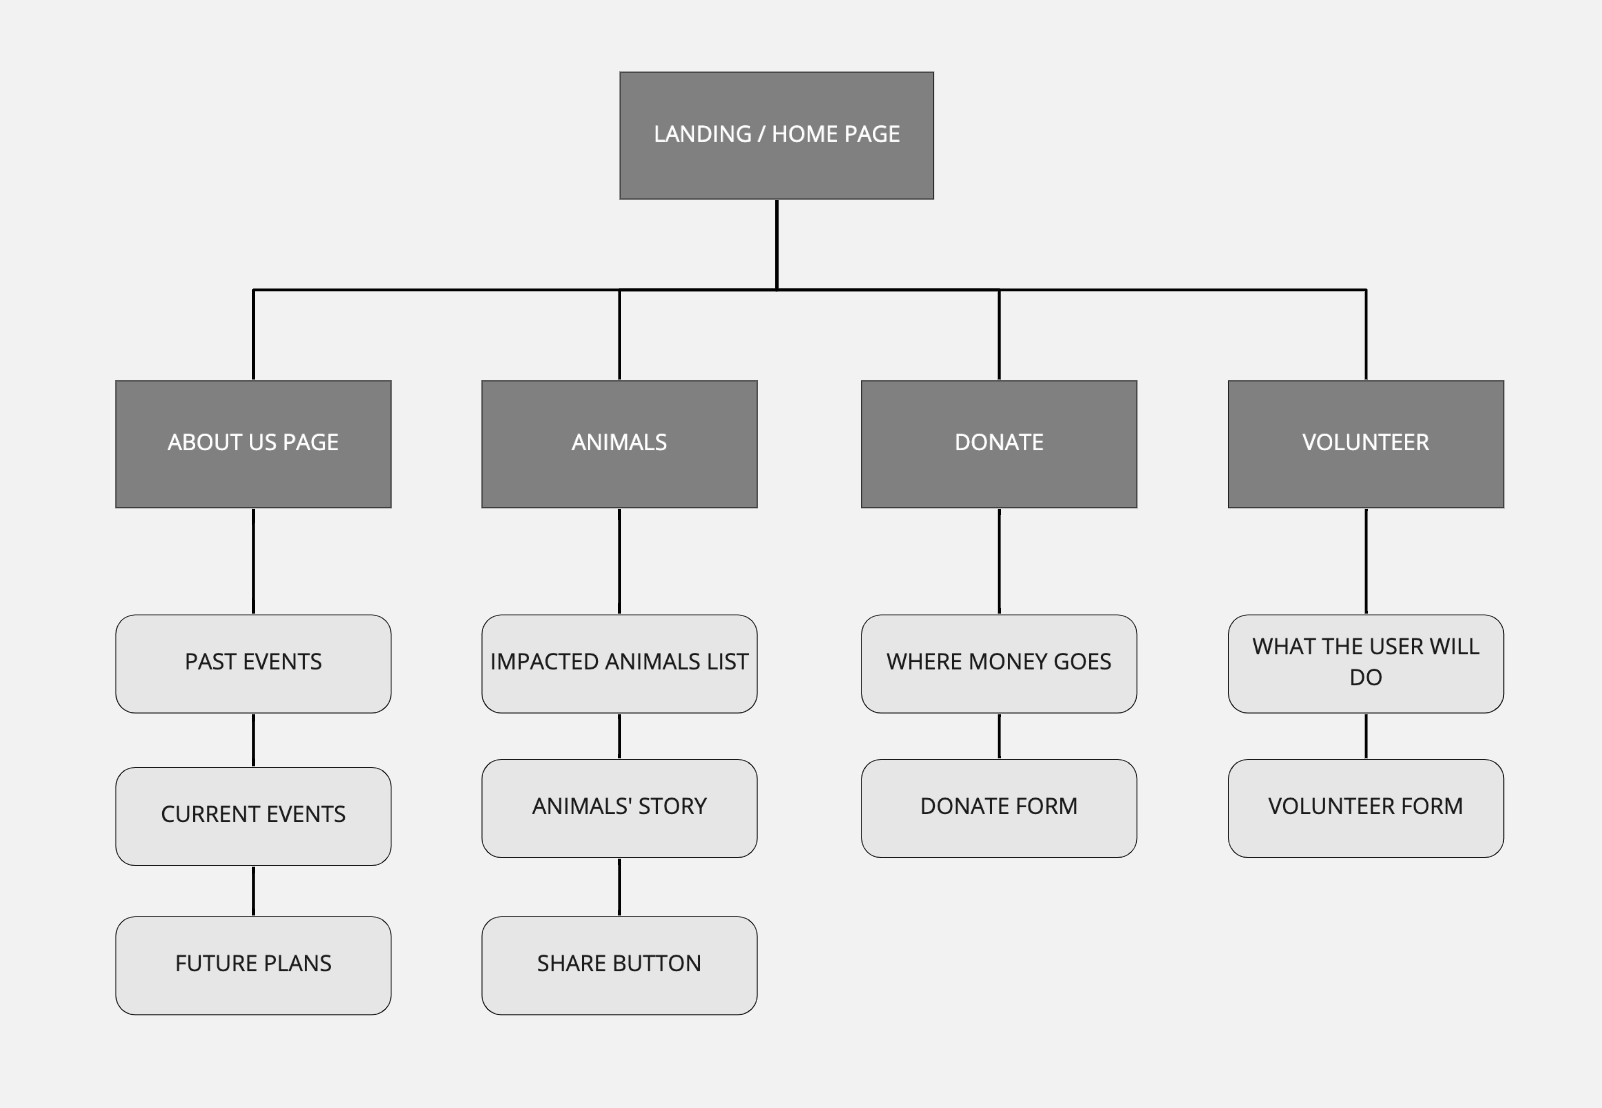 LANDING / HOME PAGE
ABOUT US PAGE
ANIMALS
DONATE
VOLUNTEER
PAST EVENTS
IMPACTED ANIMALS LIST
WHERE MONEY GOES
WHAT THE USER WILL
DO
CURRENT EVENTS
ANIMALS' STORY
DONATE FORM
VOLUNTEER FORM
FUTURE PLANS
SHARE BUTTON